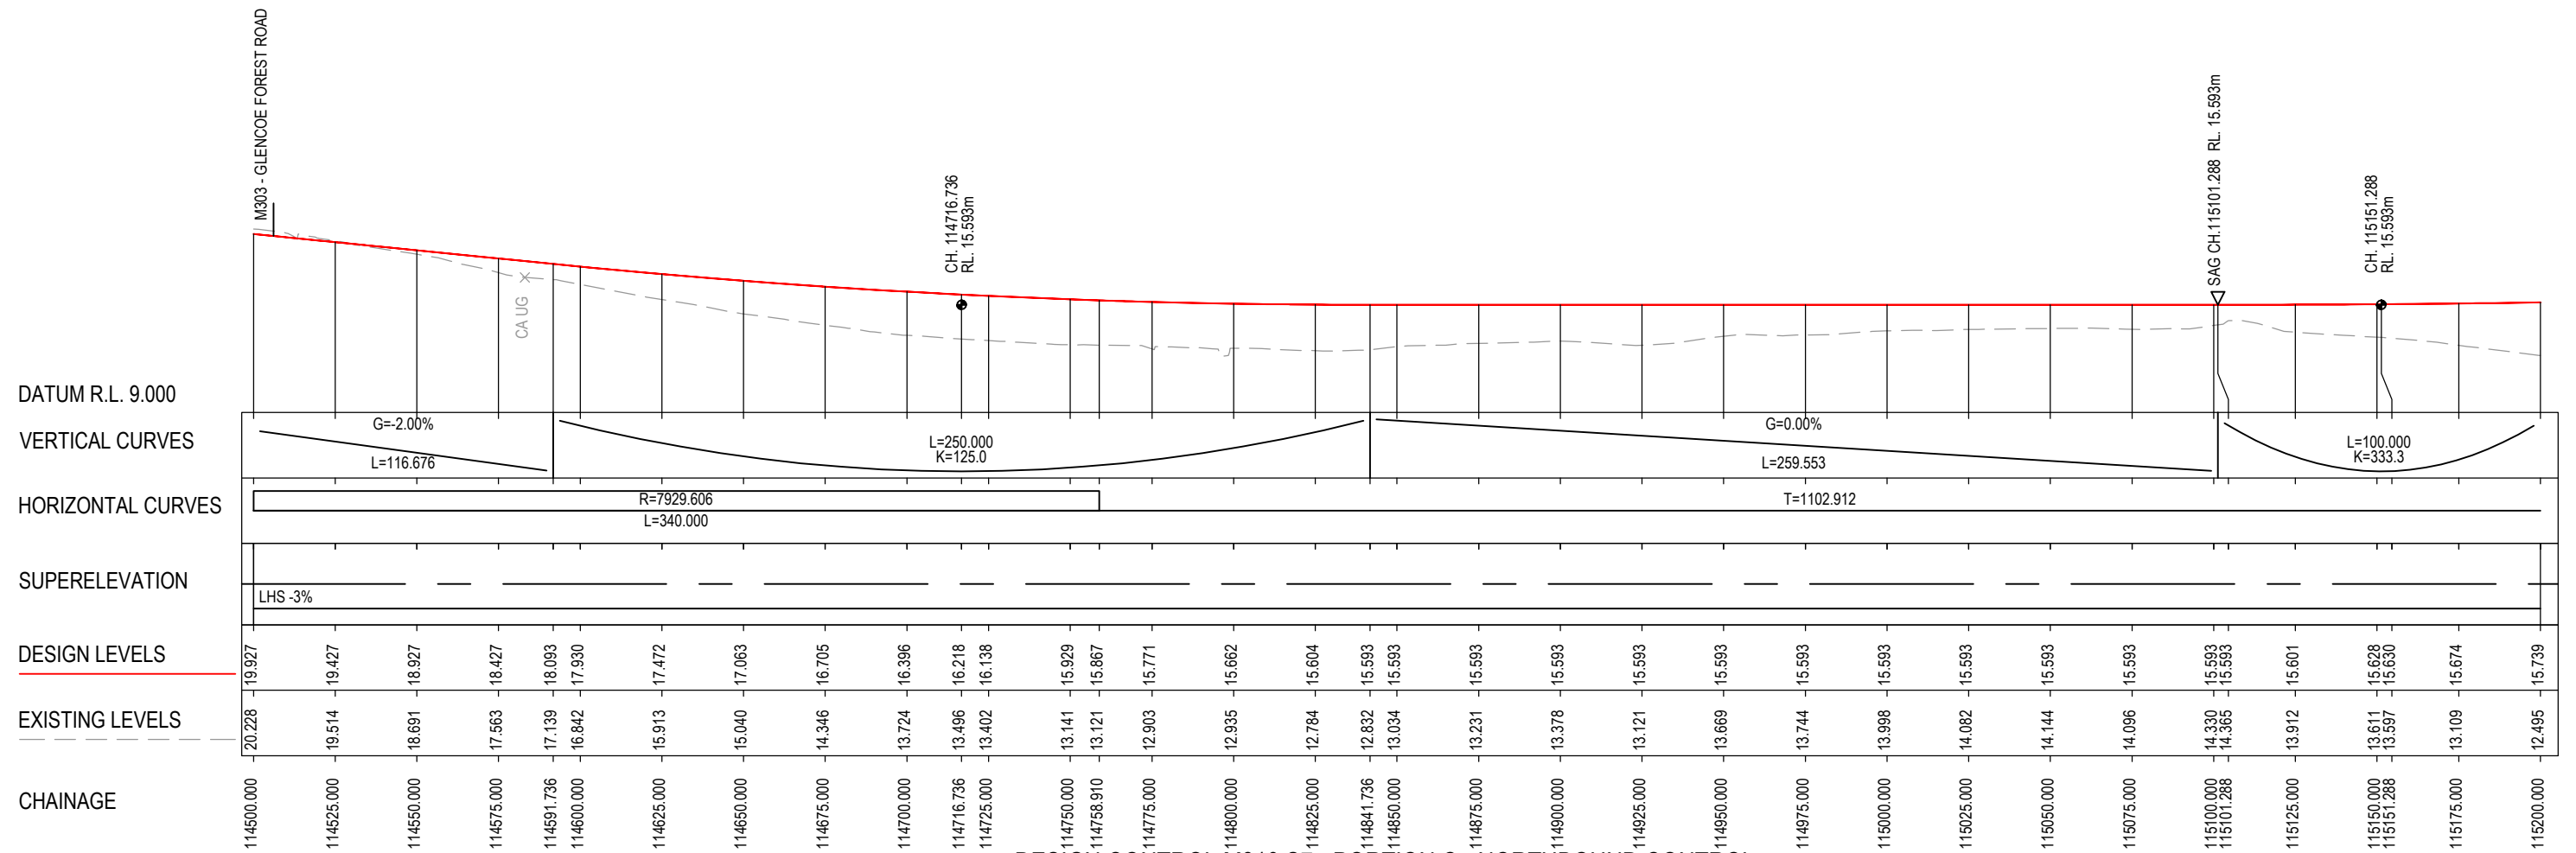 M303 - GLENCOE FOREST ROAD
CH. 114716.736
RL. 15.593m
SAG CH.115101.288 RL. 15.593m
CH. 115151.288
RL. 15.593m
CA UG
DATUM R.L. 9.000
VERTICAL CURVES
G=-2.00%
L=116.676
L=250.000
K=125.0
G=0.00%
L=259.553
L=100.000
K=333.3
HORIZONTAL CURVES
R=7929.606
L=340.000
T=1102.912
SUPERELEVATION
LHS -3%
DESIGN LEVELS
19.927 19.427 18.927 18.427 18.093 17.930 17.472 17.063 16.705 16.396 16.218 16.138 15.929 15.867 15.771 15.662 15.604 15.593 15.593 15.593 15.593 15.593 15.593 15.593 15.593 15.593 15.593 15.593 15.593 15.593 15.601 15.628 15.630 15.674 15.739
EXISTING LEVELS
20.228 19.514 18.691 17.563 17.139 16.842 15.913 15.040 14.346 13.724 13.496 13.402 13.141 13.121 12.903 12.935 12.784 12.832 13.034 13.231 13.378 13.121 13.669 13.744 13.998 14.082 14.144 14.096 14.330 14.365 13.912 13.611 13.597 13.109 12.495
CHAINAGE
114500.000 114525.000 114550.000 114575.000 114591.736 114600.000 114625.000 114650.000 114675.000 114700.000 114716.736 114725.000 114750.000 114758.910 114775.000 114800.000 114825.000 114841.736 114850.000 114875.000 114900.000 114925.000 114950.000 114975.000 115000.000 115025.000 115050.000 115075.000 115100.000 115101.288 115125.000 115150.000 115151.288 115175.000 115200.000